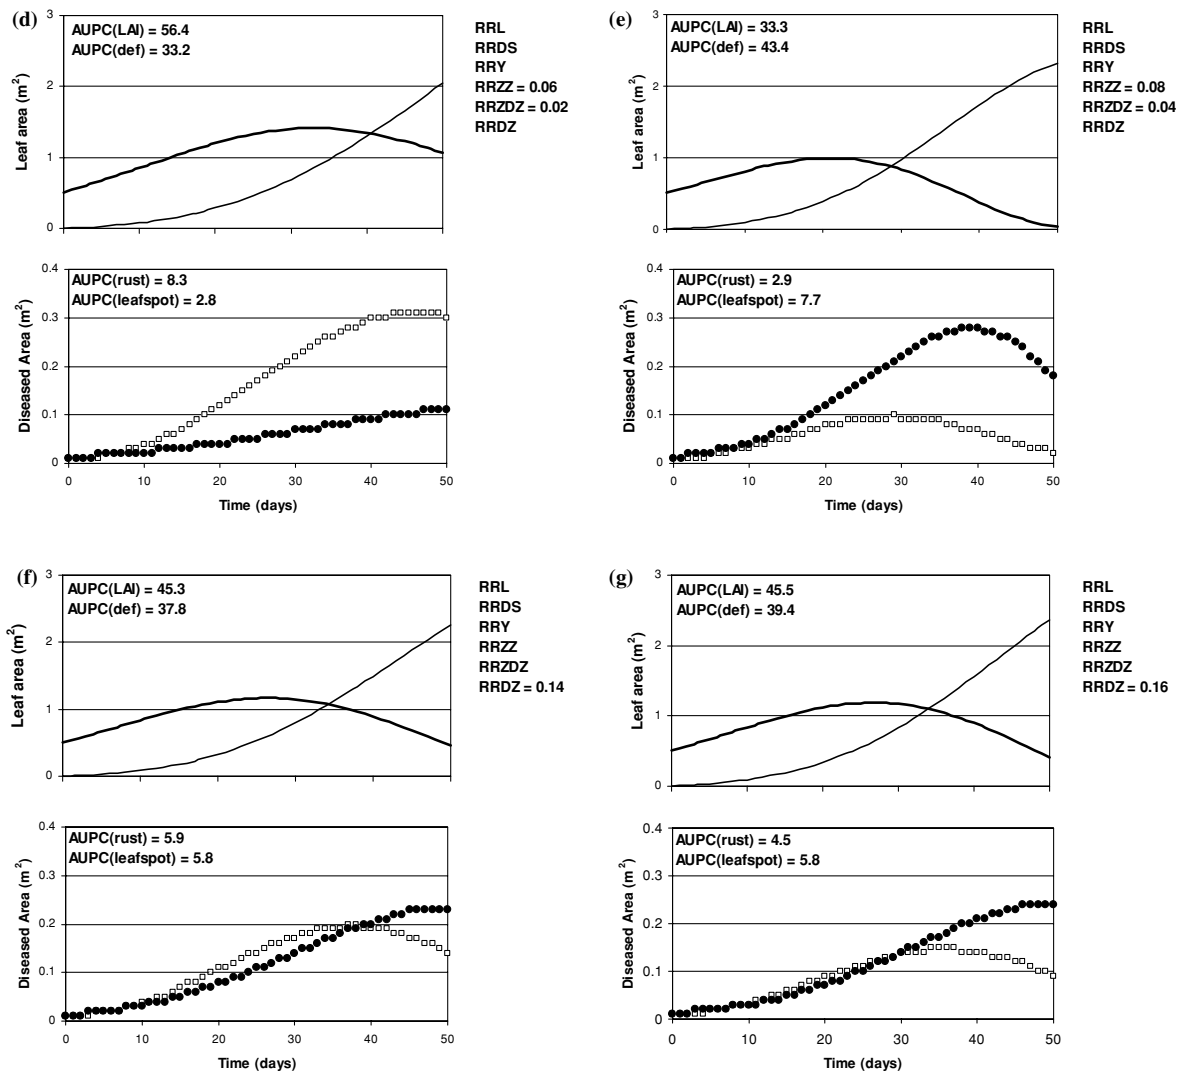 (d)
3
2
1
0
Leaf area (m²)
AUPC(LAI) = 56.4
AUPC(def) = 33.2
RRL
RRDS
RRY
RRZZ = 0.06
RRZDZ = 0.02
RRDZ
0.4
0.3
0.2
0.1
0
Diseased Area (m²)
AUPC(rust) = 8.3
AUPC(leafspot) = 2.8
0 10 20 30 40 50
Time (days)
(e)
3
2
1
0
Leaf area (m²)
AUPC(LAI) = 33.3
AUPC(def) = 43.4
RRL
RRDS
RRY
RRZZ = 0.08
RRZDZ = 0.04
RRDZ
0.4
0.3
0.2
0.1
0
Diseased Area (m²)
AUPC(rust) = 2.9
AUPC(leafspot) = 7.7
0 10 20 30 40 50
Time (days)
(f)
3
2
1
0
Leaf area (m²)
AUPC(LAI) = 45.3
AUPC(def) = 37.8
RRL
RRDS
RRY
RRZZ
RRZDZ
RRDZ = 0.14
0.4
0.3
0.2
0.1
0
Diseased Area (m²)
AUPC(rust) = 5.9
AUPC(leafspot) = 5.8
0 10 20 30 40 50
Time (days)
(g)
3
2
1
0
Leaf area (m²)
AUPC(LAI) = 45.5
AUPC(def) = 39.4
RRL
RRDS
RRY
RRZZ
RRZDZ
RRDZ = 0.16
0.4
0.3
0.2
0.1
0
Diseased Area (m²)
AUPC(rust) = 4.5
AUPC(leafspot) = 5.8
0 10 20 30 40 50
Time (days)